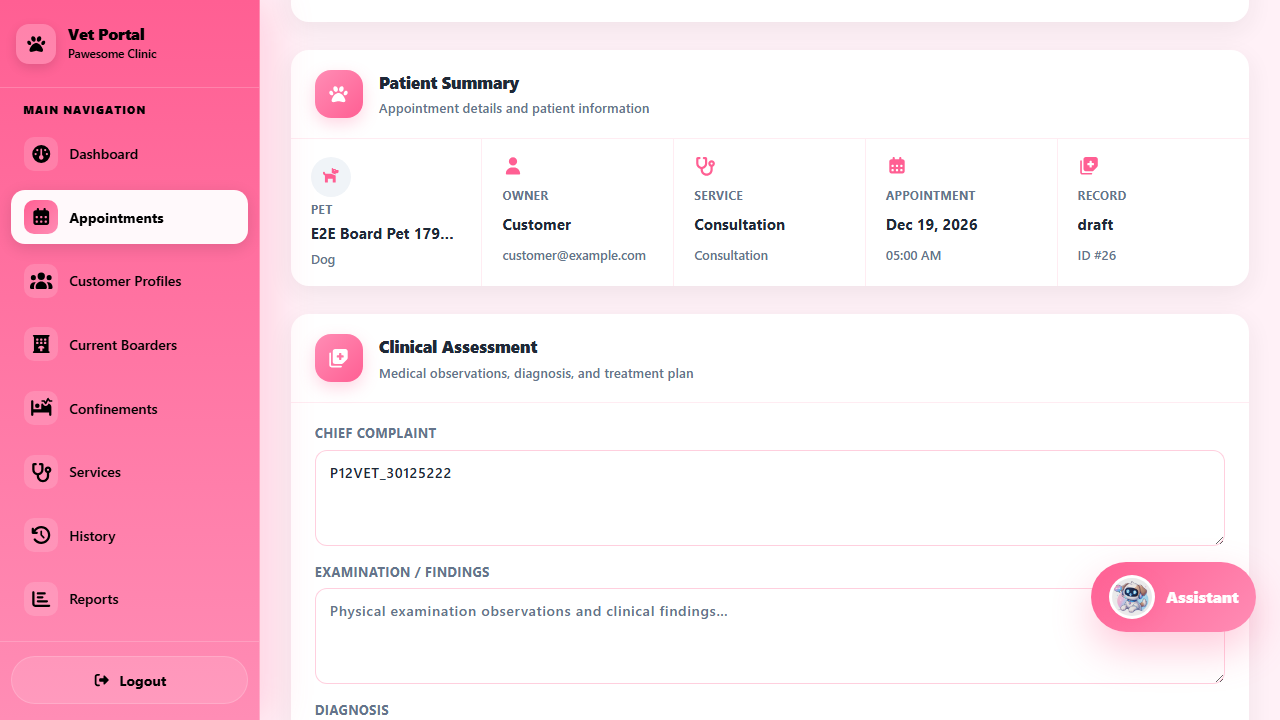 Vet Portal
Pawesome Clinic
MAIN NAVIGATION
Dashboard
Appointments
Customer Profiles
Current Boarders
Confinements
Services
History
Reports
Logout
Patient Summary
Appointment details and patient information
PET
E2E Board Pet 179...
Dog
OWNER
Customer
customer@example.com
SERVICE
Consultation
Consultation
APPOINTMENT
Dec 19, 2026
05:00 AM
RECORD
draft
ID #26
Clinical Assessment
Medical observations, diagnosis, and treatment plan
CHIEF COMPLAINT
P12VET_30125222
EXAMINATION / FINDINGS
Physical examination observations and clinical findings...
Assistant
DIAGNOSIS